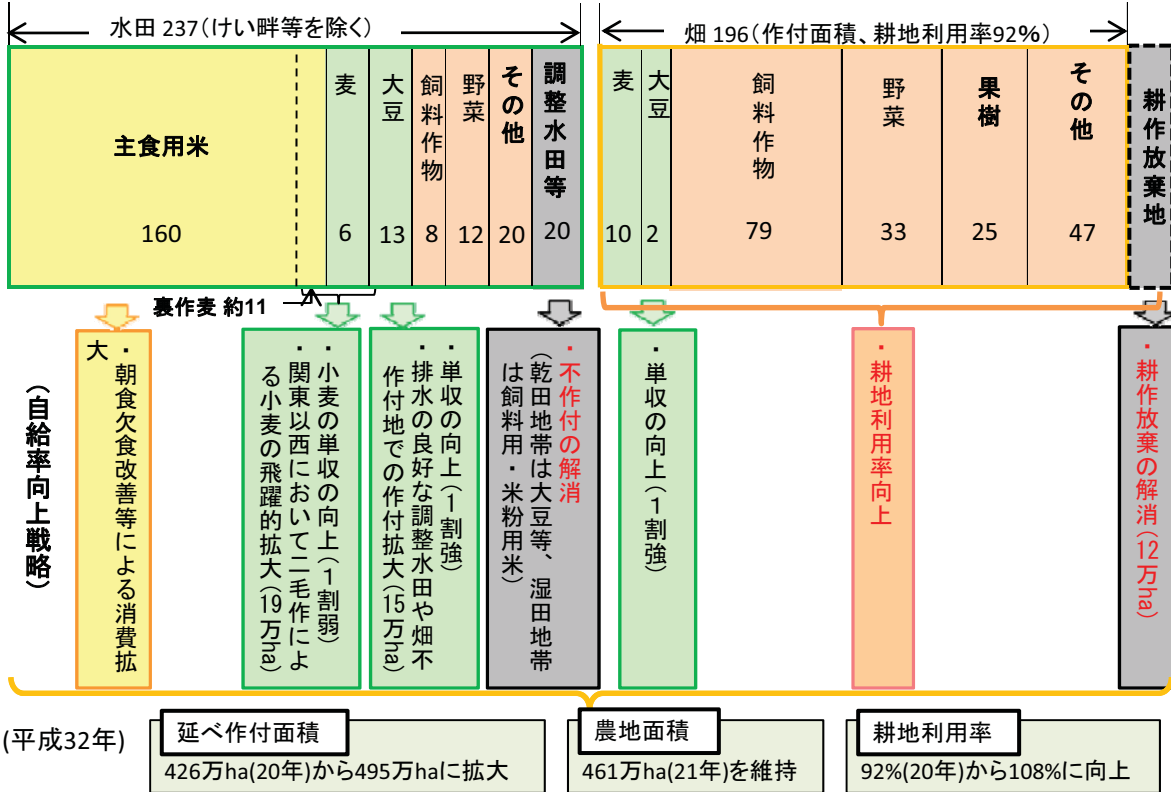 水田 237（けい畔等を除く）
畑 196（作付面積、耕地利用率92%）
主食用米
160
麦
6
大豆
13
飼料作物
8
野菜
12
その他
20
調整水田等
20
麦
10
大豆
2
飼料作物
79
野菜
33
果樹
25
その他
47
耕作放棄地
裏作麦 約11
（自給率向上戦略）
・朝食欠食改善等による消費拡
大
・小麦の単収の向上（１割弱）
・関東以西において二毛作によ
る小麦の飛躍的拡大（19万ha）
・単収の向上（１割強）
・排水の良好な調整水田や畑不
作付地での作付拡大（15万ha）
・不作付の解消
（乾田地帯は大豆等、湿田地帯
は飼料用・米粉用米）
・単収の向上（１割強）
・耕地利用率向上
・耕作放棄の解消（12万ha）
(平成32年)
延べ作付面積
426万ha(20年)から495万haに拡大
農地面積
461万ha(21年)を維持
耕地利用率
92%(20年)から108%に向上